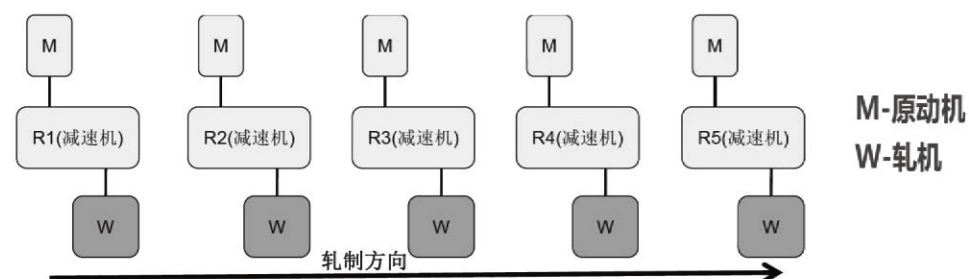 M M M M M
R1(减速机) R2(减速机) R3(减速机) R4(减速机) R5(减速机)
M-原动机
W-轧机
W W W W W
轧制方向